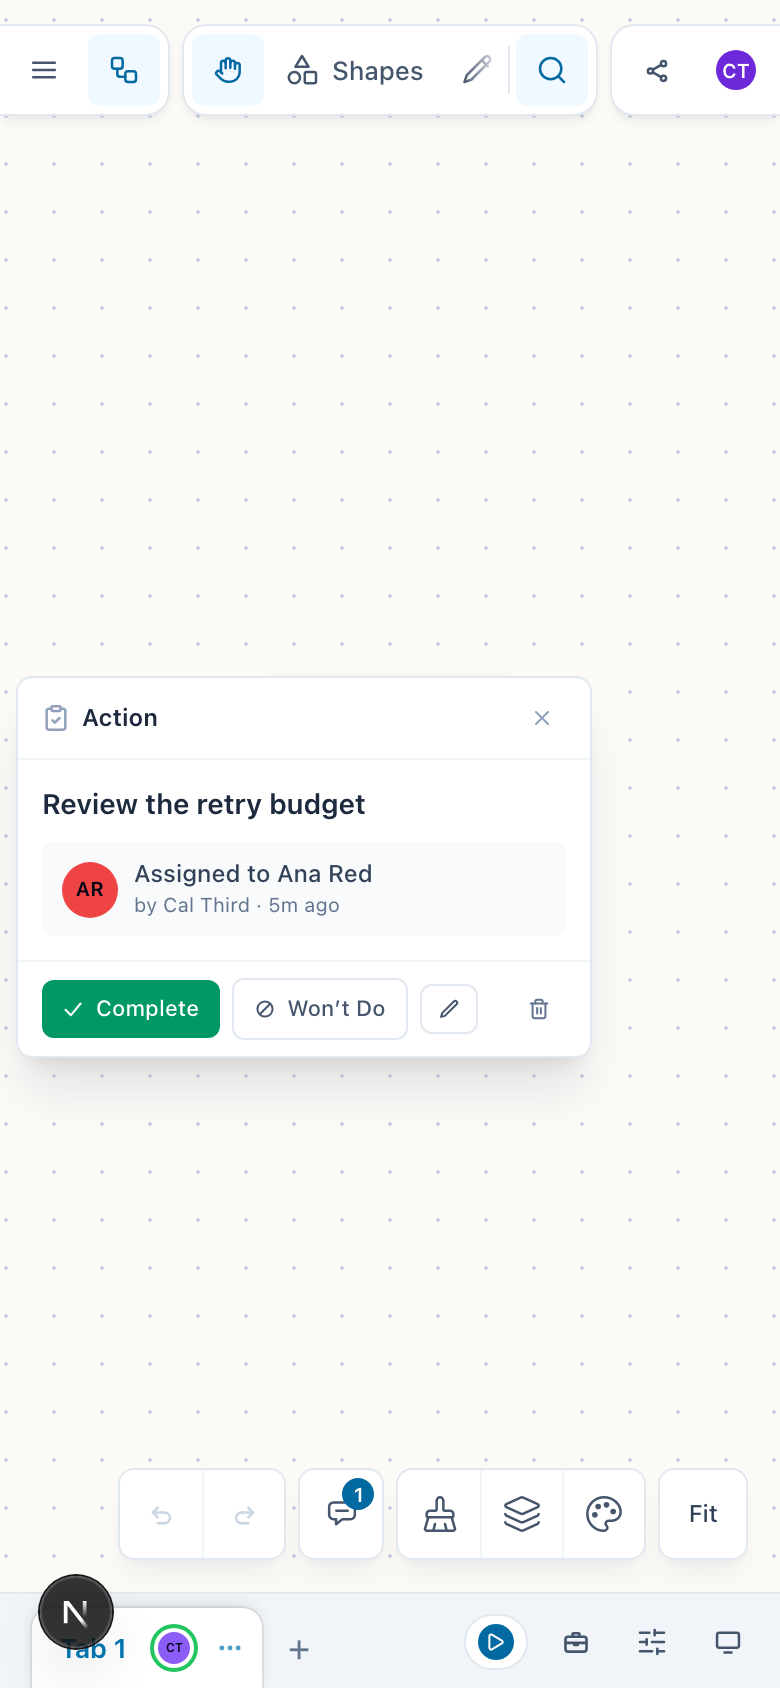 Shapes
CT
Action
Review the retry budget
AR
Assigned to Ana Red
by Cal Third · 5m ago
Complete
Won’t Do
1
Fit
N
Tab 1
CT